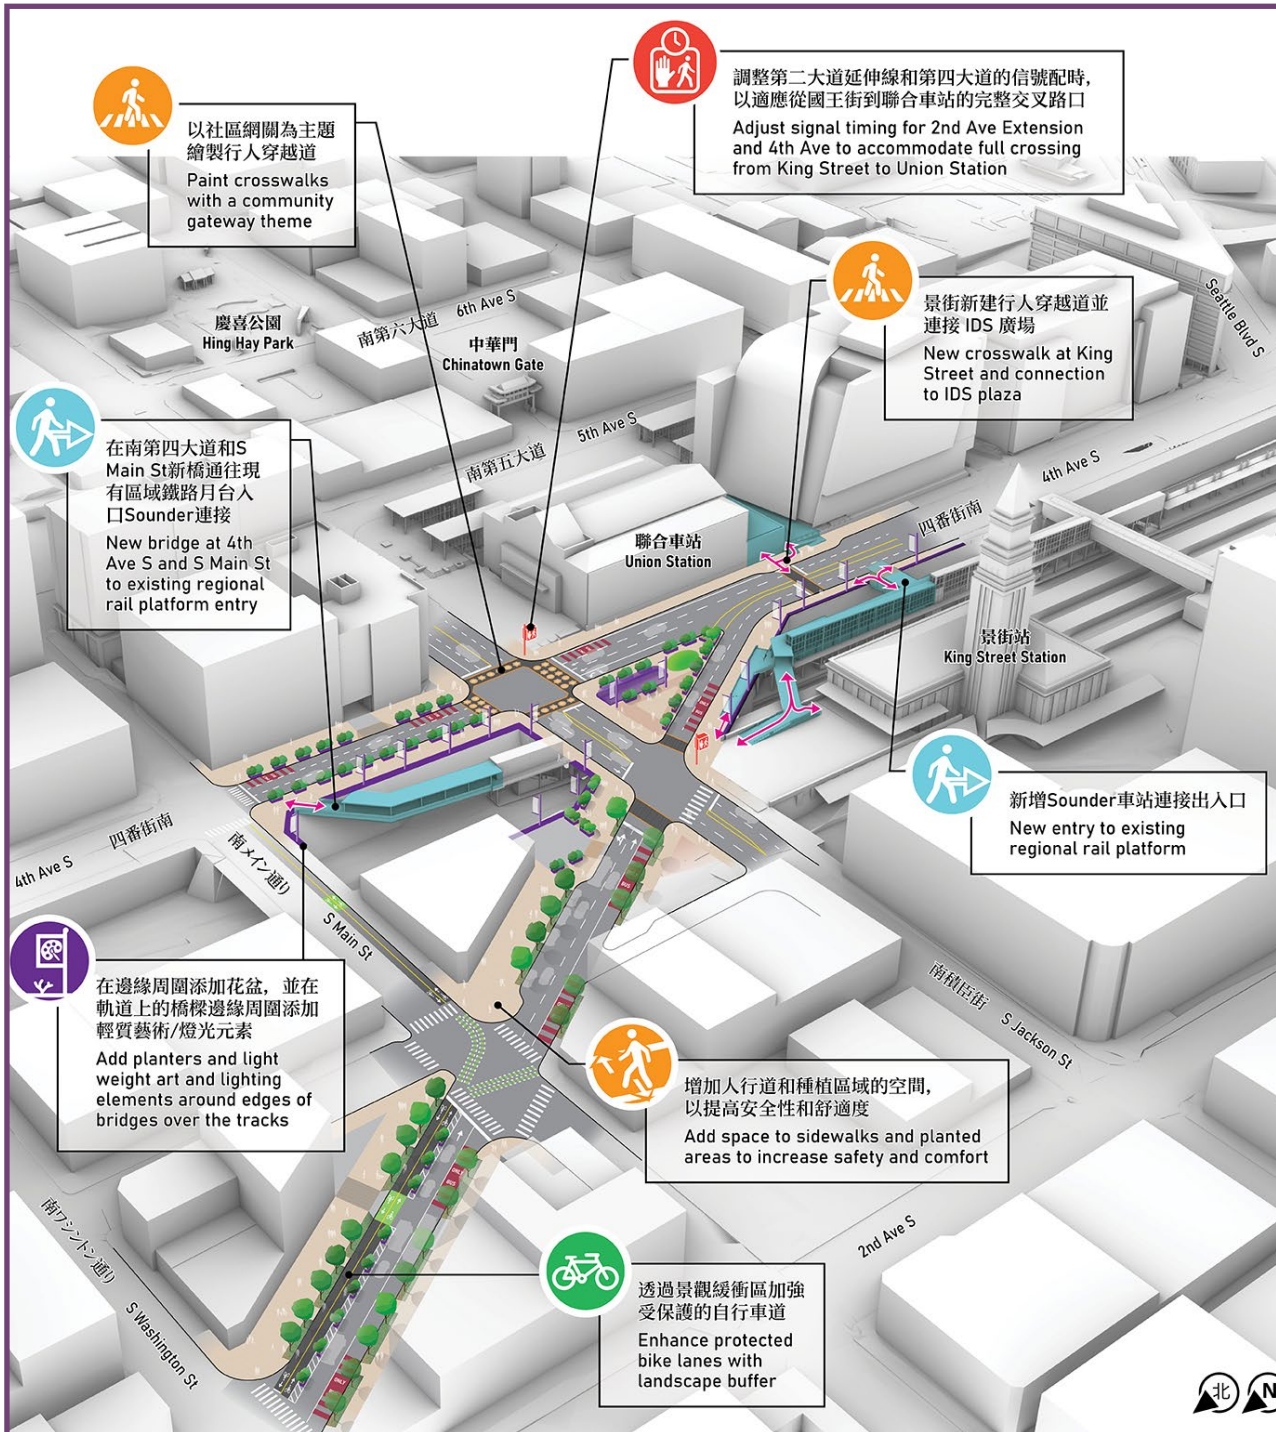 調整第二大道延伸線和第四大道的信號配時，
以適應從國王街到聯合車站的完整交叉路口
Adjust signal timing for 2nd Ave Extension
and 4th Ave to accommodate full crossing
from King Street to Union Station
以社區網關為主題
繪製行人穿越道
Paint crosswalks
with a community
gateway theme
景街新建行人穿越道並
連接 IDS 廣場
New crosswalk at King
Street and connection
to IDS plaza
Seattle Blvd S
慶喜公園
Hing Hay Park
南第六大道
6th Ave S
中華門
Chinatown Gate
南第五大道
5th Ave S
在南第四大道和S
Main St新橋通往現
有區域鐵路月台入
口Sounder連接
New bridge at 4th
Ave S and S Main St
to existing regional
rail platform entry
聯合車站
Union Station
四番街南
4th Ave S
景街站
King Street Station
新增Sounder車站連接出入口
New entry to existing
regional rail platform
4th Ave S
四番街南
南メイン通り
S Main St
在邊緣周圍添加花盆，並在
軌道上的橋樑邊緣周圍添加
輕質藝術/燈光元素
Add planters and light
weight art and lighting
elements around edges of
bridges over the tracks
南積臣街
S Jackson St
增加人行道和種植區域的空間，
以提高安全性和舒適度
Add space to sidewalks and planted
areas to increase safety and comfort
BUS
ONLY
BUS
2nd Ave S
南ワシントン通り
S Washington St
透過景觀緩衝區加強
受保護的自行車道
Enhance protected
bike lanes with
landscape buffer
ONLY
北
N